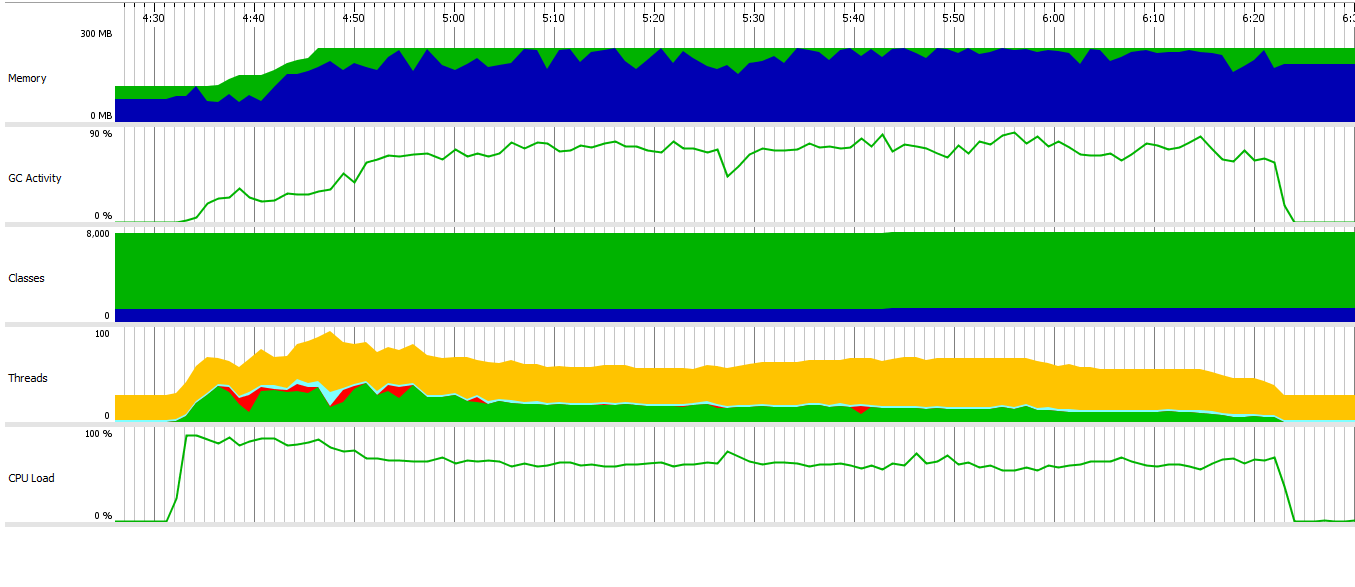 4:30 4:40 4:50 5:00 5:10 5:20 5:30 5:40 5:50 6:00 6:10 6:20 6:3
300 MB
Memory
0 MB
90 %
GC Activity
0 %
8,000
Classes
0
100
Threads
0
100 %
CPU Load
0 %